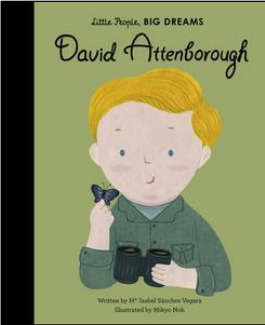 Little People, BIG DREAMS
David Attenborough
Written by Mª Isabel Sánchez Vegara
Illustrated by Mikyo Noh